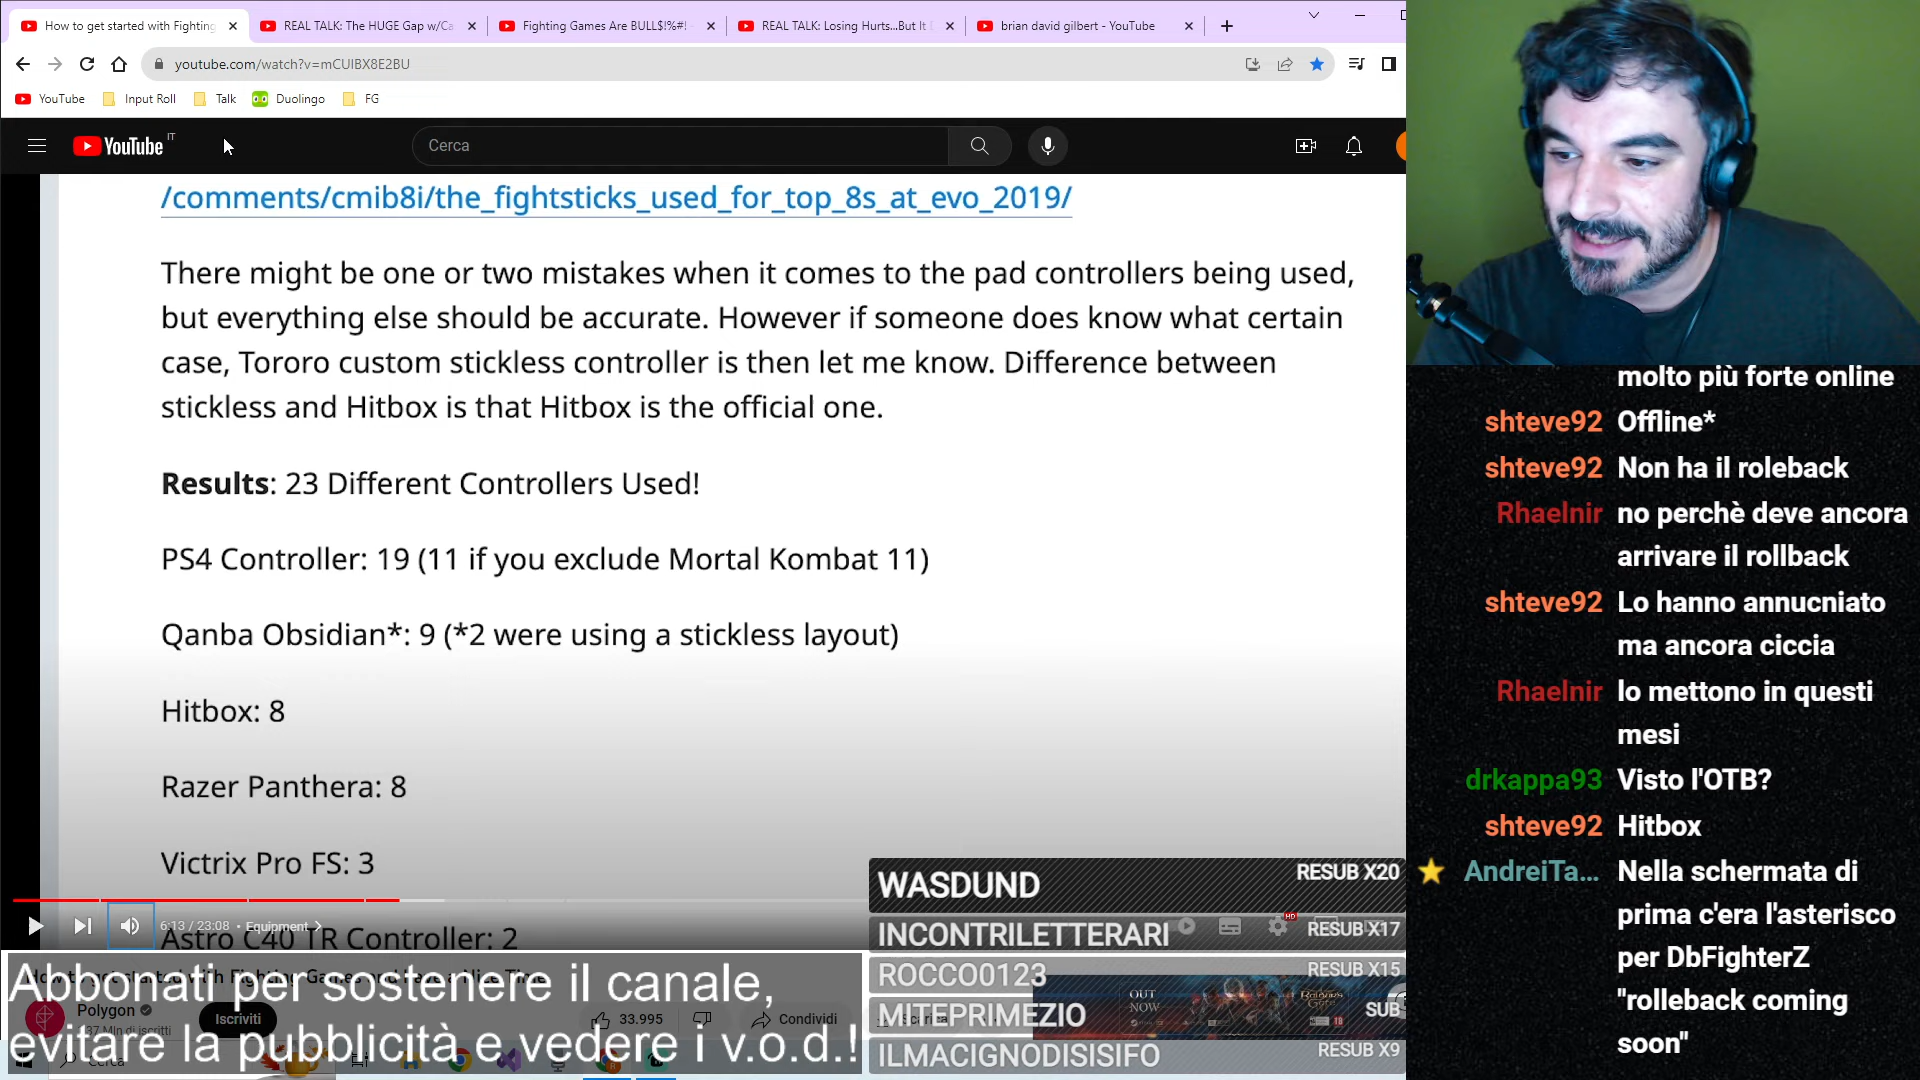 How to get started with Fighting
REAL TALK: The HUGE Gap w/Ca
Fighting Games Are BULL$!%#! -
REAL TALK: Losing Hurts...But It
brian david gilbert - YouTube
youtube.com/watch?v=mCUIBX8E2BU
YouTube
Input Roll
Talk
Duolingo
FG
YouTube IT
Cerca
/comments/cmib8i/the_fightsticks_used_for_top_8s_at_evo_2019/
There might be one or two mistakes when it comes to the pad controllers being used,
but everything else should be accurate. However if someone does know what certain
case, Tororo custom stickless controller is then let me know. Difference between
stickless and Hitbox is that Hitbox is the official one.
Results: 23 Different Controllers Used!
PS4 Controller: 19 (11 if you exclude Mortal Kombat 11)
Qanba Obsidian*: 9 (*2 were using a stickless layout)
Hitbox: 8
Razer Panthera: 8
Victrix Pro FS: 3
Astro C40 TR Controller: 2
6:13 / 23:08 • Equipment
HD
Abbonati per sostenere il canale,
evitare la pubblicità e vedere i v.o.d.!
Polygon
Iscriviti
33.995
Condividi
Cerca
WASDUND RESUB X20
INCONTRILETTERARI RESUB X17
ROCCO0123 RESUB X15
MITEPRIMEZIO SUB
ILMACIGNODISISIFO RESUB X9
OUT
NOW
18
molto più forte online
shteve92 Offline*
shteve92 Non ha il roleback
Rhaelnir no perchè deve ancora
arrivare il rollback
shteve92 Lo hanno annucniato
ma ancora ciccia
Rhaelnir lo mettono in questi
mesi
drkappa93 Visto l'OTB?
shteve92 Hitbox
AndreiTa... Nella schermata di
prima c'era l'asterisco
per DbFighterZ
"rolleback coming
soon"